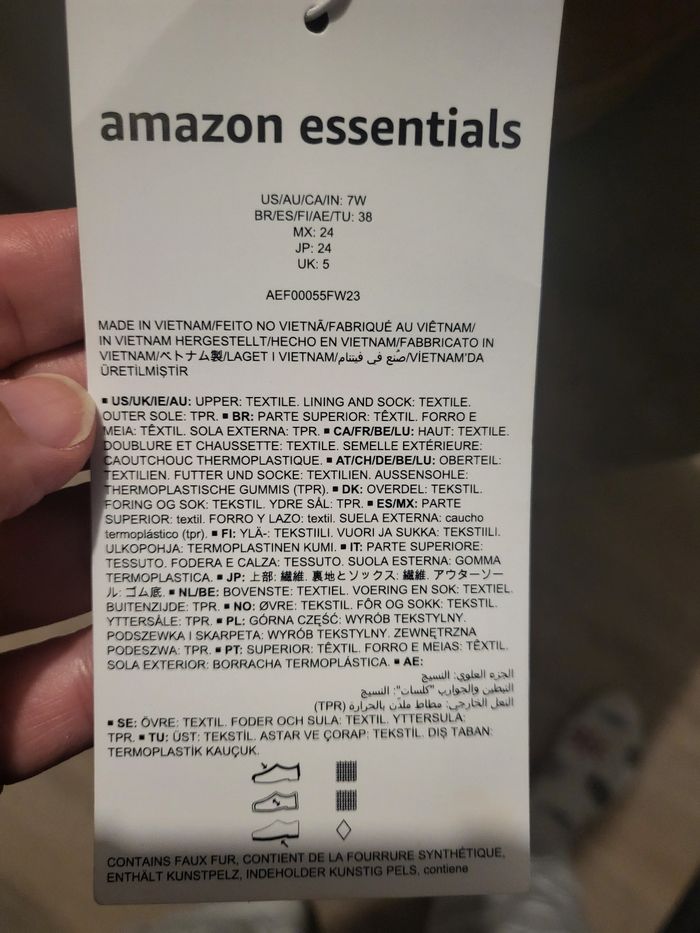 amazon essentials
US/AU/CA/IN: 7W
BR/ES/FI/AE/TU: 38
MX: 24
JP: 24
UK: 5
AEF00055FW23
MADE IN VIETNAM/FEITO NO VIETNÃ/FABRIQUÉ AU VIÊTNAM/
IN VIETNAM HERGESTELLT/HECHO EN VIETNAM/FABBRICATO IN
VIETNAM/ベトナム製/LAGET I VIETNAM/صُنع في فيتنام/VİETNAM'DA
ÜRETİLMİŞTİR
▪ US/UK/IE/AU: UPPER: TEXTILE. LINING AND SOCK: TEXTILE.
OUTER SOLE: TPR. ▪ BR: PARTE SUPERIOR: TÊXTIL. FORRO E
MEIA: TÊXTIL. SOLA EXTERNA: TPR. ▪ CA/FR/BE/LU: HAUT: TEXTILE.
DOUBLURE ET CHAUSSETTE: TEXTILE. SEMELLE EXTÉRIEURE:
CAOUTCHOUC THERMOPLASTIQUE. ▪ AT/CH/DE/BE/LU: OBERTEIL:
TEXTILIEN. FUTTER UND SOCKE: TEXTILIEN. AUSSENSOHLE:
THERMOPLASTISCHE GUMMIS (TPR). ▪ DK: OVERDEL: TEKSTIL.
FORING OG SOK: TEKSTIL. YDRE SÅL: TPR. ▪ ES/MX: PARTE
SUPERIOR: textil. FORRO Y LAZO: textil. SUELA EXTERNA: caucho
termoplástico (tpr). ▪ FI: YLÄ-: TEKSTIILI. VUORI JA SUKKA: TEKSTIILI.
ULKOPOHJA: TERMOPLASTINEN KUMI. ▪ IT: PARTE SUPERIORE:
TESSUTO. FODERA E CALZA: TESSUTO. SUOLA ESTERNA: GOMMA
TERMOPLASTICA. ▪ JP: 上部: 繊維. 裏地とソックス: 繊維. アウターソー
ル: ゴム底. ▪ NL/BE: BOVENSTE: TEXTIEL. VOERING EN SOK: TEXTIEL.
BUITENZIJDE: TPR. ▪ NO: ØVRE: TEKSTIL. FÔR OG SOKK: TEKSTIL.
YTTERSÅLE: TPR. ▪ PL: GÓRNA CZĘŚĆ: WYRÓB TEKSTYLNY.
PODSZEWKA I SKARPETA: WYRÓB TEKSTYLNY. ZEWNĘTRZNA
PODESZWA: TPR. ▪ PT: SUPERIOR: TÊXTIL. FORRO E MEIAS: TÊXTIL.
SOLA EXTERIOR: BORRACHA TERMOPLÁSTICA. ▪ AE:
الجزء العلوي: النسيج
التبطين والجوارب "كلسات": النسيج
النعل الخارجي: مطاط ملدّن بالحرارة (TPR)
▪ SE: ÖVRE: TEXTIL. FODER OCH SULA: TEXTIL. YTTERSULA:
TPR. ▪ TU: ÜST: TEKSTİL. ASTAR VE ÇORAP: TEKSTİL. DIŞ TABAN:
TERMOPLASTİK KAUÇUK.
CONTAINS FAUX FUR, CONTIENT DE LA FOURRURE SYNTHÉTIQUE,
ENTHÄLT KUNSTPELZ, INDEHOLDER KUNSTIG PELS, contiene